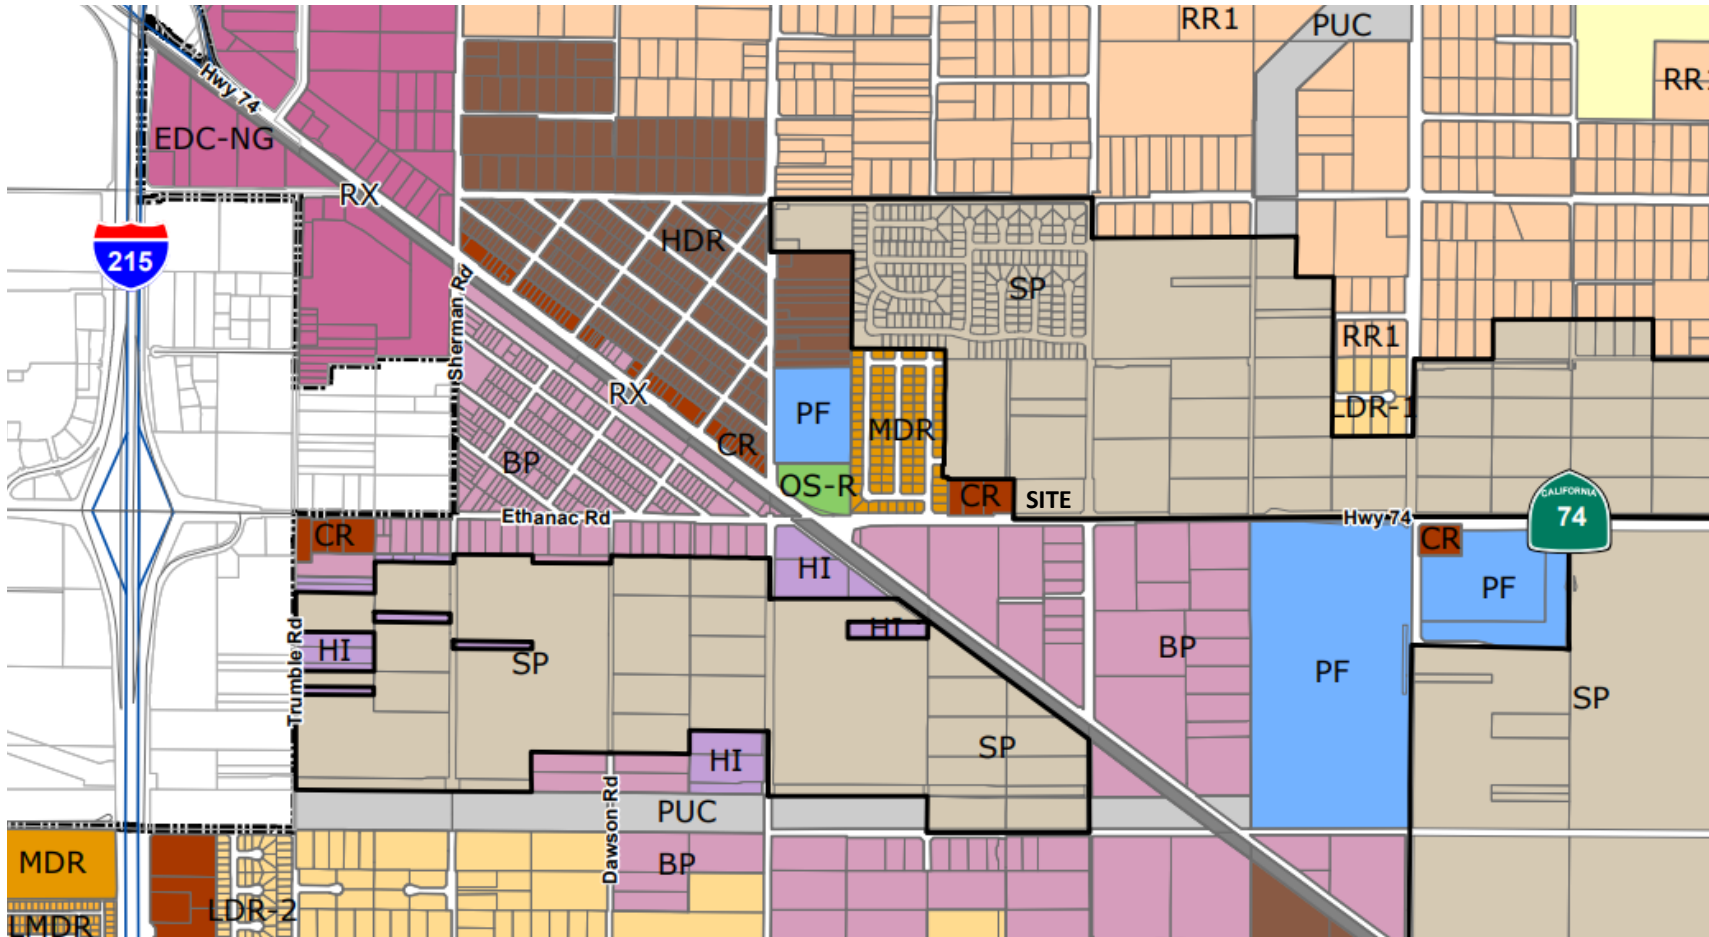 RR1
PUC
RR
Hwy 74
EDC-NG
RX
215
HDR
Sherman Rd
SP
RR1
RX
LDR-1
PF
MDR
CR
BP
OS-R
CR
SITE
CALIFORNIA
74
Ethanac Rd
Hwy 74
CR
CR
HI
PF
HI
Trumble Rd
HI
SP
BP
PF
SP
SP
HI
Dawson Rd
PUC
MDR
BP
LDR-2
LMDR